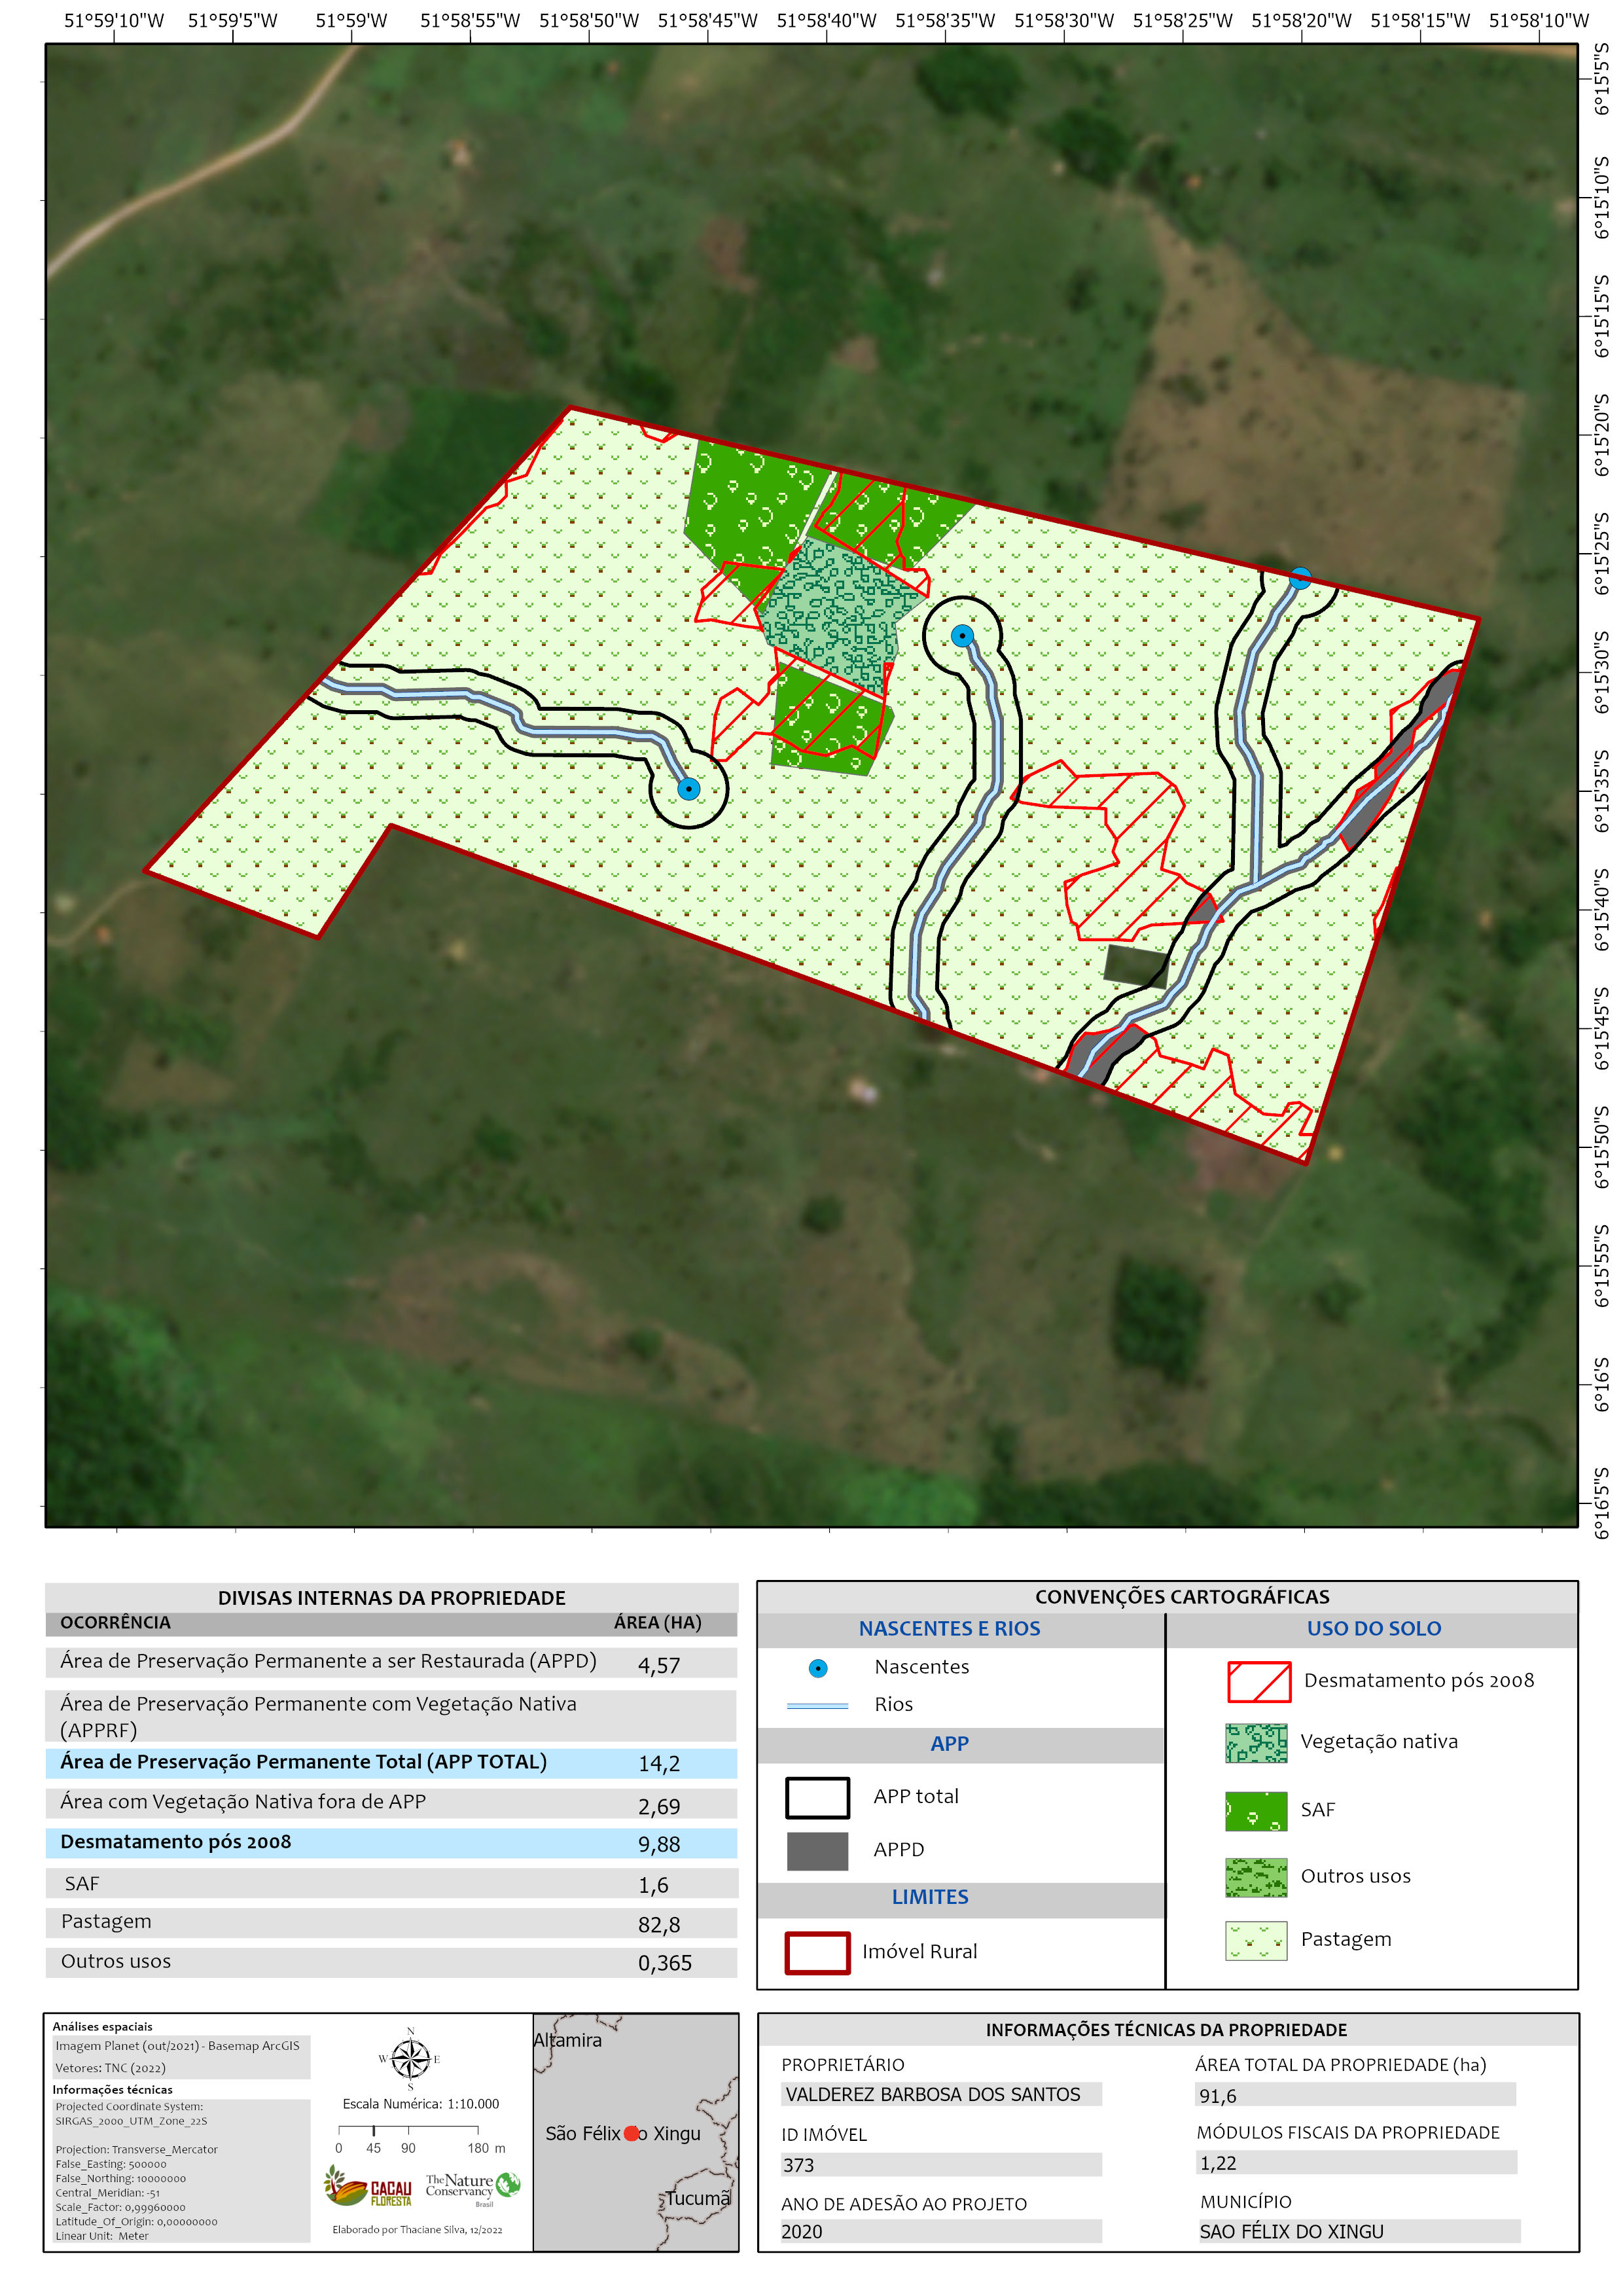 51°59'10"W 51°59'5"W 51°59'W 51°58'55"W 51°58'50"W 51°58'45"W 51°58'40"W 51°58'35"W 51°58'30"W 51°58'25"W 51°58'20"W 51°58'15"W 51°58'10"W
6°15'5"S
6°15'10"S
6°15'15"S
6°15'20"S
6°15'25"S
6°15'30"S
6°15'35"S
6°15'40"S
6°15'45"S
6°15'50"S
6°15'55"S
6°16'S
6°16'5"S
DIVISAS INTERNAS DA PROPRIEDADE
OCORRÊNCIA ÁREA (HA)
Área de Preservação Permanente a ser Restaurada (APPD) 4,57
Área de Preservação Permanente com Vegetação Nativa
(APPRF)
Área de Preservação Permanente Total (APP TOTAL) 14,2
Área com Vegetação Nativa fora de APP 2,69
Desmatamento pós 2008 9,88
SAF 1,6
Pastagem 82,8
Outros usos 0,365
CONVENÇÕES CARTOGRÁFICAS
NASCENTES E RIOS
Nascentes
Rios
APP
APP total
APPD
LIMITES
Imóvel Rural
USO DO SOLO
Desmatamento pós 2008
Vegetação nativa
SAF
Outros usos
Pastagem
Análises espaciais
Imagem Planet (out/2021) - Basemap ArcGIS
Vetores: TNC (2022)
Informações técnicas
Projected Coordinate System:
SIRGAS_2000_UTM_Zone_22S
Projection: Transverse_Mercator
False_Easting: 500000
False_Northing: 10000000
Central_Meridian: -51
Scale_Factor: 0,99960000
Latitude_Of_Origin: 0,00000000
Linear Unit: Meter
N
W E
S
Escala Numérica: 1:10.000
0 45 90 180 m
CACAU
FLORESTA
The Nature
Conservancy
Brasil
Elaborado por Thaciane Silva, 12/2022
Altamira
São Félix o Xingu
Tucumã
INFORMAÇÕES TÉCNICAS DA PROPRIEDADE
PROPRIETÁRIO
VALDEREZ BARBOSA DOS SANTOS
ID IMÓVEL
373
ANO DE ADESÃO AO PROJETO
2020
ÁREA TOTAL DA PROPRIEDADE (ha)
91,6
MÓDULOS FISCAIS DA PROPRIEDADE
1,22
MUNICÍPIO
SAO FÉLIX DO XINGU